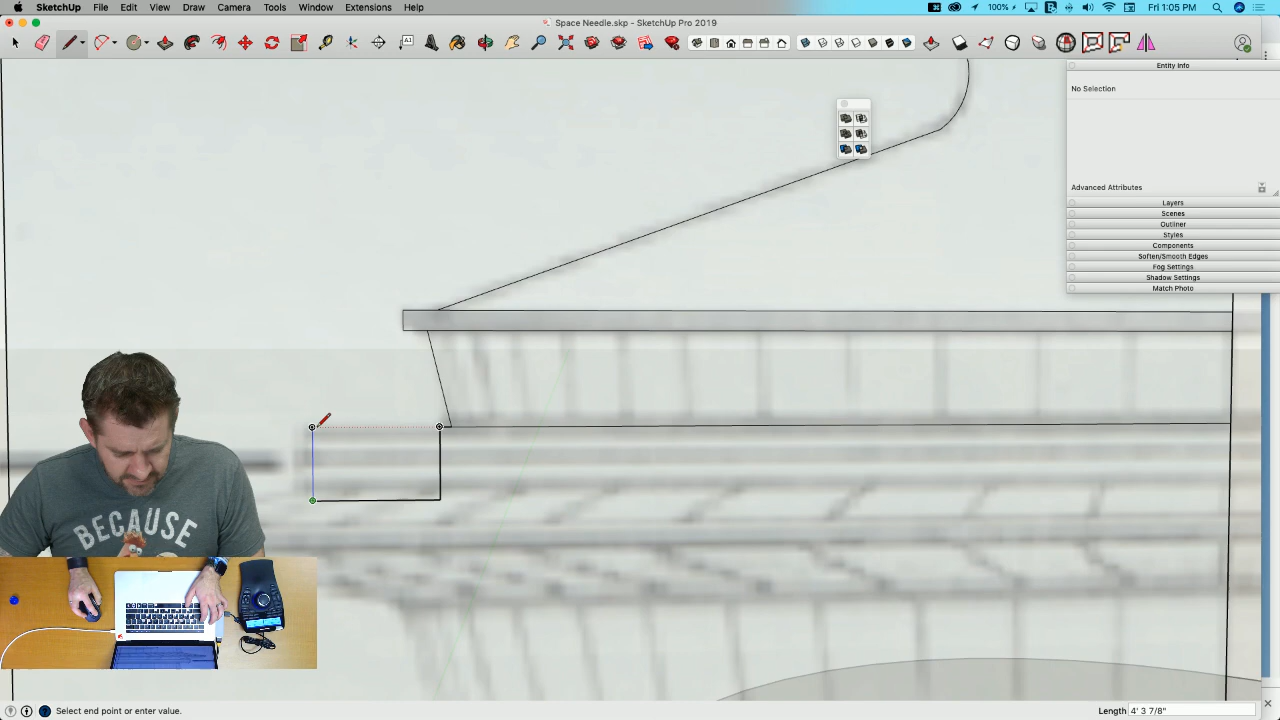 SketchUp File Edit View Draw Camera Tools Window Extensions Help 100% Fri 1:05 PM
Space Needle.skp - SketchUp Pro 2019
Entity Info
No Selection
Advanced Attributes
Layers
Scenes
Outliner
Styles
Components
Soften/Smooth Edges
Fog Settings
Shadow Settings
Match Photo
BECAUSE
Select end point or enter value.
Length 4' 3 7/8"